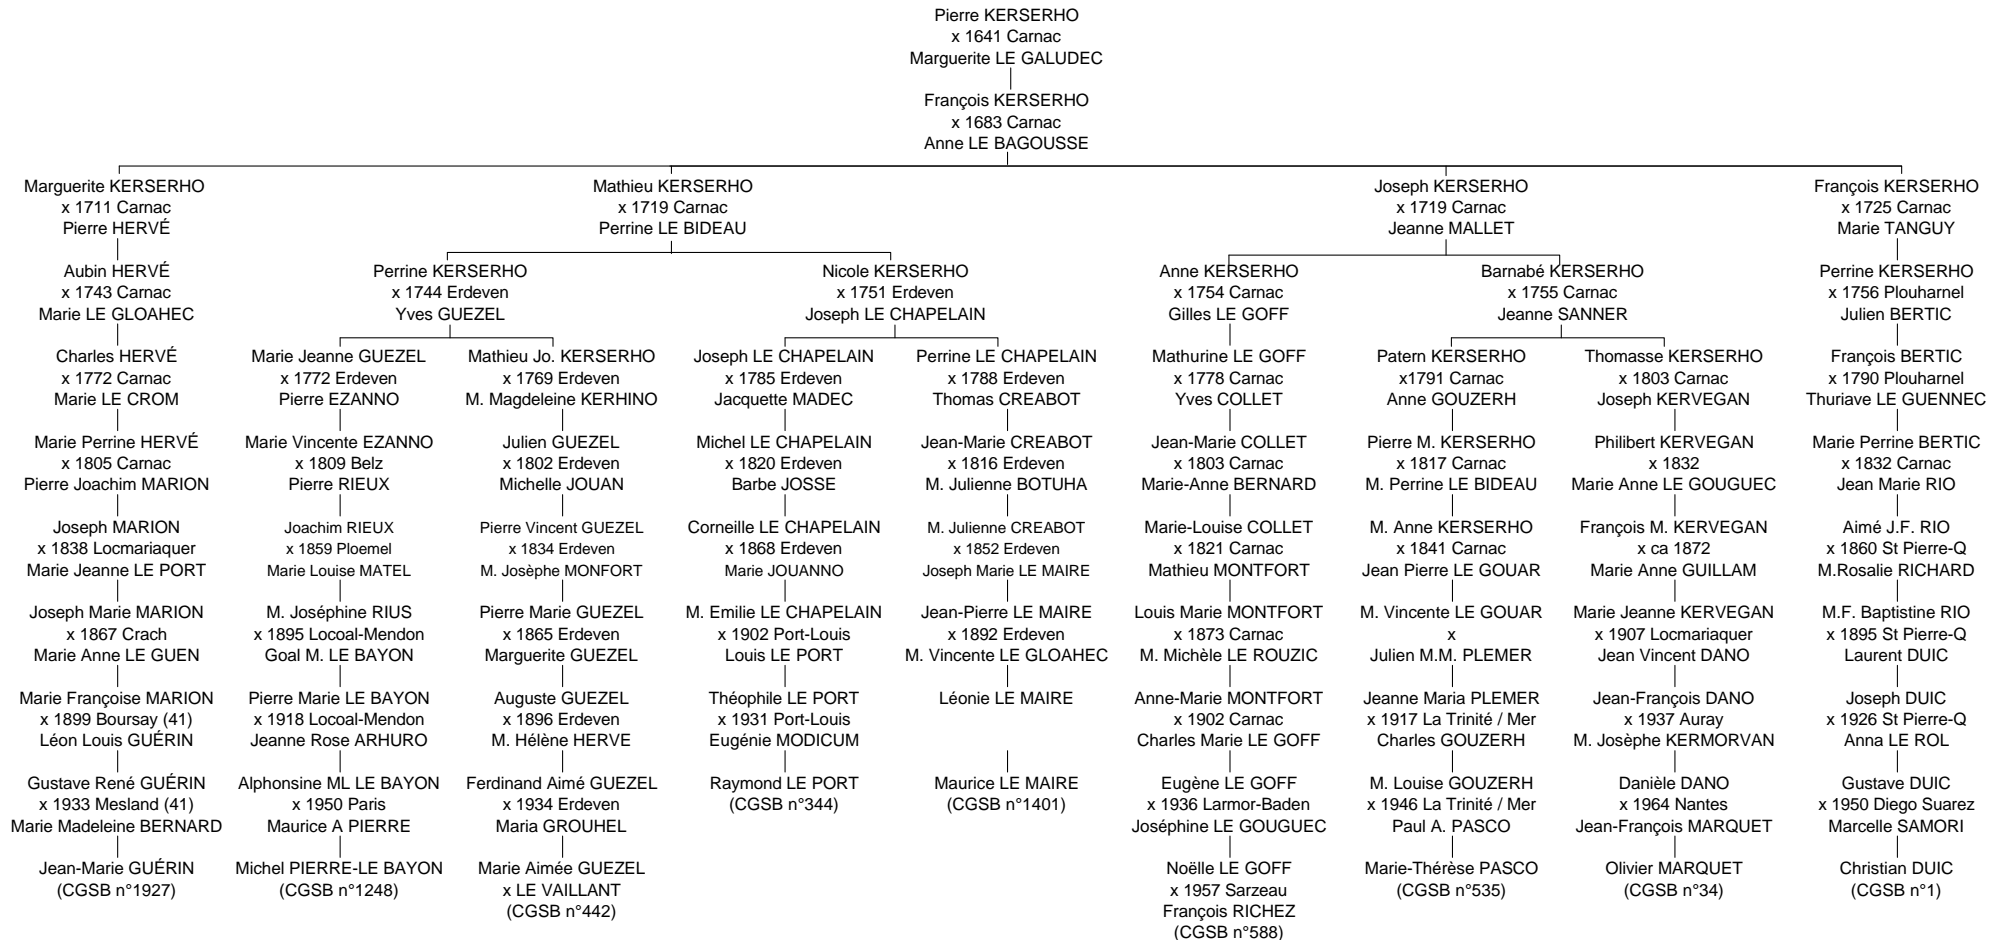 Pierre KERSERHO
x 1641 Carnac
Marguerite LE GALUDEC
François KERSERHO
x 1683 Carnac
Anne LE BAGOUSSE
Marguerite KERSERHO
x 1711 Carnac
Pierre HERVÉ
Mathieu KERSERHO
x 1719 Carnac
Perrine LE BIDEAU
Joseph KERSERHO
x 1719 Carnac
Jeanne MALLET
François KERSERHO
x 1725 Carnac
Marie TANGUY
Aubin HERVÉ
x 1743 Carnac
Marie LE GLOAHEC
Perrine KERSERHO
x 1744 Erdeven
Yves GUEZEL
Nicole KERSERHO
x 1751 Erdeven
Joseph LE CHAPELAIN
Anne KERSERHO
x 1754 Carnac
Gilles LE GOFF
Barnabé KERSERHO
x 1755 Carnac
Jeanne SANNER
Perrine KERSERHO
x 1756 Plouharnel
Julien BERTIC
Charles HERVÉ
x 1772 Carnac
Marie LE CROM
Marie Jeanne GUEZEL
x 1772 Erdeven
Pierre EZANNO
Mathieu Jo. KERSERHO
x 1769 Erdeven
M. Magdeleine KERHINO
Joseph LE CHAPELAIN
x 1785 Erdeven
Jacquette MADEC
Perrine LE CHAPELAIN
x 1788 Erdeven
Thomas CREABOT
Mathurine LE GOFF
x 1778 Carnac
Yves COLLET
Patern KERSERHO
x1791 Carnac
Anne GOUZERH
Thomasse KERSERHO
x 1803 Carnac
Joseph KERVEGAN
François BERTIC
x 1790 Plouharnel
Thuriave LE GUENNEC
Marie Perrine HERVÉ
x 1805 Carnac
Pierre Joachim MARION
Marie Vincente EZANNO
x 1809 Belz
Pierre RIEUX
Julien GUEZEL
x 1802 Erdeven
Michelle JOUAN
Michel LE CHAPELAIN
x 1820 Erdeven
Barbe JOSSE
Jean-Marie CREABOT
x 1816 Erdeven
M. Julienne BOTUHA
Jean-Marie COLLET
x 1803 Carnac
Marie-Anne BERNARD
Pierre M. KERSERHO
x 1817 Carnac
M. Perrine LE BIDEAU
Philibert KERVEGAN
x 1832
Marie Anne LE GOUGUEC
Marie Perrine BERTIC
x 1832 Carnac
Jean Marie RIO
Joseph MARION
x 1838 Locmariaquer
Marie Jeanne LE PORT
Joachim RIEUX
x 1859 Ploemel
Marie Louise MATEL
Pierre Vincent GUEZEL
x 1834 Erdeven
M. Josèphe MONFORT
Corneille LE CHAPELAIN
x 1868 Erdeven
Marie JOUANNO
M. Julienne CREABOT
x 1852 Erdeven
Joseph Marie LE MAIRE
Marie-Louise COLLET
x 1821 Carnac
Mathieu MONTFORT
M. Anne KERSERHO
x 1841 Carnac
Jean Pierre LE GOUAR
François M. KERVEGAN
x ca 1872
Marie Anne GUILLAM
Aimé J.F. RIO
x 1860 St Pierre-Q
M.Rosalie RICHARD
Joseph Marie MARION
x 1867 Crach
Marie Anne LE GUEN
M. Joséphine RIUS
x 1895 Locoal-Mendon
Goal M. LE BAYON
Pierre Marie GUEZEL
x 1865 Erdeven
Marguerite GUEZEL
M. Emilie LE CHAPELAIN
x 1902 Port-Louis
Louis LE PORT
Jean-Pierre LE MAIRE
x 1892 Erdeven
M. Vincente LE GLOAHEC
Louis Marie MONTFORT
x 1873 Carnac
M. Michèle LE ROUZIC
M. Vincente LE GOUAR
x
Julien M.M. PLEMER
Marie Jeanne KERVEGAN
x 1907 Locmariaquer
Jean Vincent DANO
M.F. Baptistine RIO
x 1895 St Pierre-Q
Laurent DUIC
Marie Françoise MARION
x 1899 Boursay (41)
Léon Louis GUÉRIN
Pierre Marie LE BAYON
x 1918 Locoal-Mendon
Jeanne Rose ARHURO
Auguste GUEZEL
x 1896 Erdeven
M. Hélène HERVE
Théophile LE PORT
x 1931 Port-Louis
Eugénie MODICUM
Léonie LE MAIRE
Anne-Marie MONTFORT
x 1902 Carnac
Charles Marie LE GOFF
Jeanne Maria PLEMER
x 1917 La Trinité / Mer
Charles GOUZERH
Jean-François DANO
x 1937 Auray
M. Josèphe KERMORVAN
Joseph DUIC
x 1926 St Pierre-Q
Anna LE ROL
Gustave René GUÉRIN
x 1933 Mesland (41)
Marie Madeleine BERNARD
Alphonsine ML LE BAYON
x 1950 Paris
Maurice A PIERRE
Ferdinand Aimé GUEZEL
x 1934 Erdeven
Maria GROUHEL
Raymond LE PORT
(CGSB n°344)
Maurice LE MAIRE
(CGSB n°1401)
Eugène LE GOFF
x 1936 Larmor-Baden
Joséphine LE GOUGUEC
M. Louise GOUZERH
x 1946 La Trinité / Mer
Paul A. PASCO
Danièle DANO
x 1964 Nantes
Jean-François MARQUET
Gustave DUIC
x 1950 Diego Suarez
Marcelle SAMORI
Jean-Marie GUÉRIN
(CGSB n°1927)
Michel PIERRE-LE BAYON
(CGSB n°1248)
Marie Aimée GUEZEL
x LE VAILLANT
(CGSB n°442)
Noëlle LE GOFF
x 1957 Sarzeau
François RICHEZ
(CGSB n°588)
Marie-Thérèse PASCO
(CGSB n°535)
Olivier MARQUET
(CGSB n°34)
Christian DUIC
(CGSB n°1)